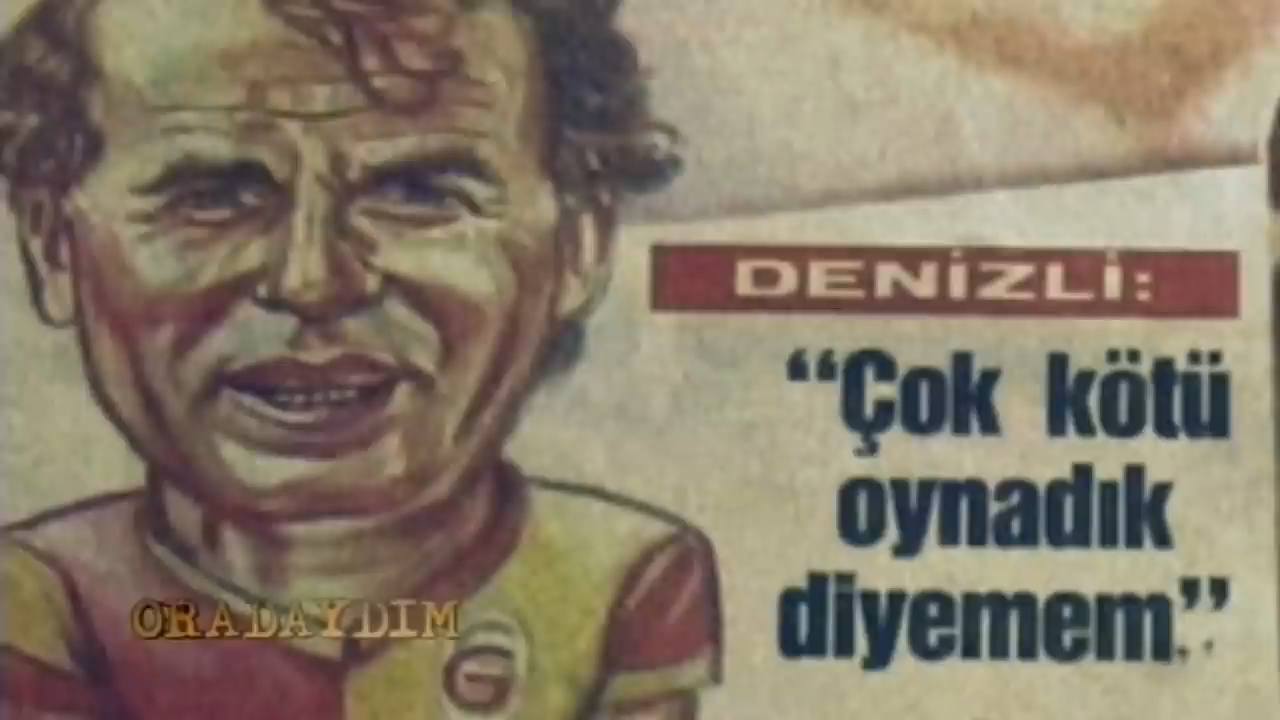 DENİZLİ:
“Çok kötü
oynadık
diyemem.”
ORADAYDIM
G